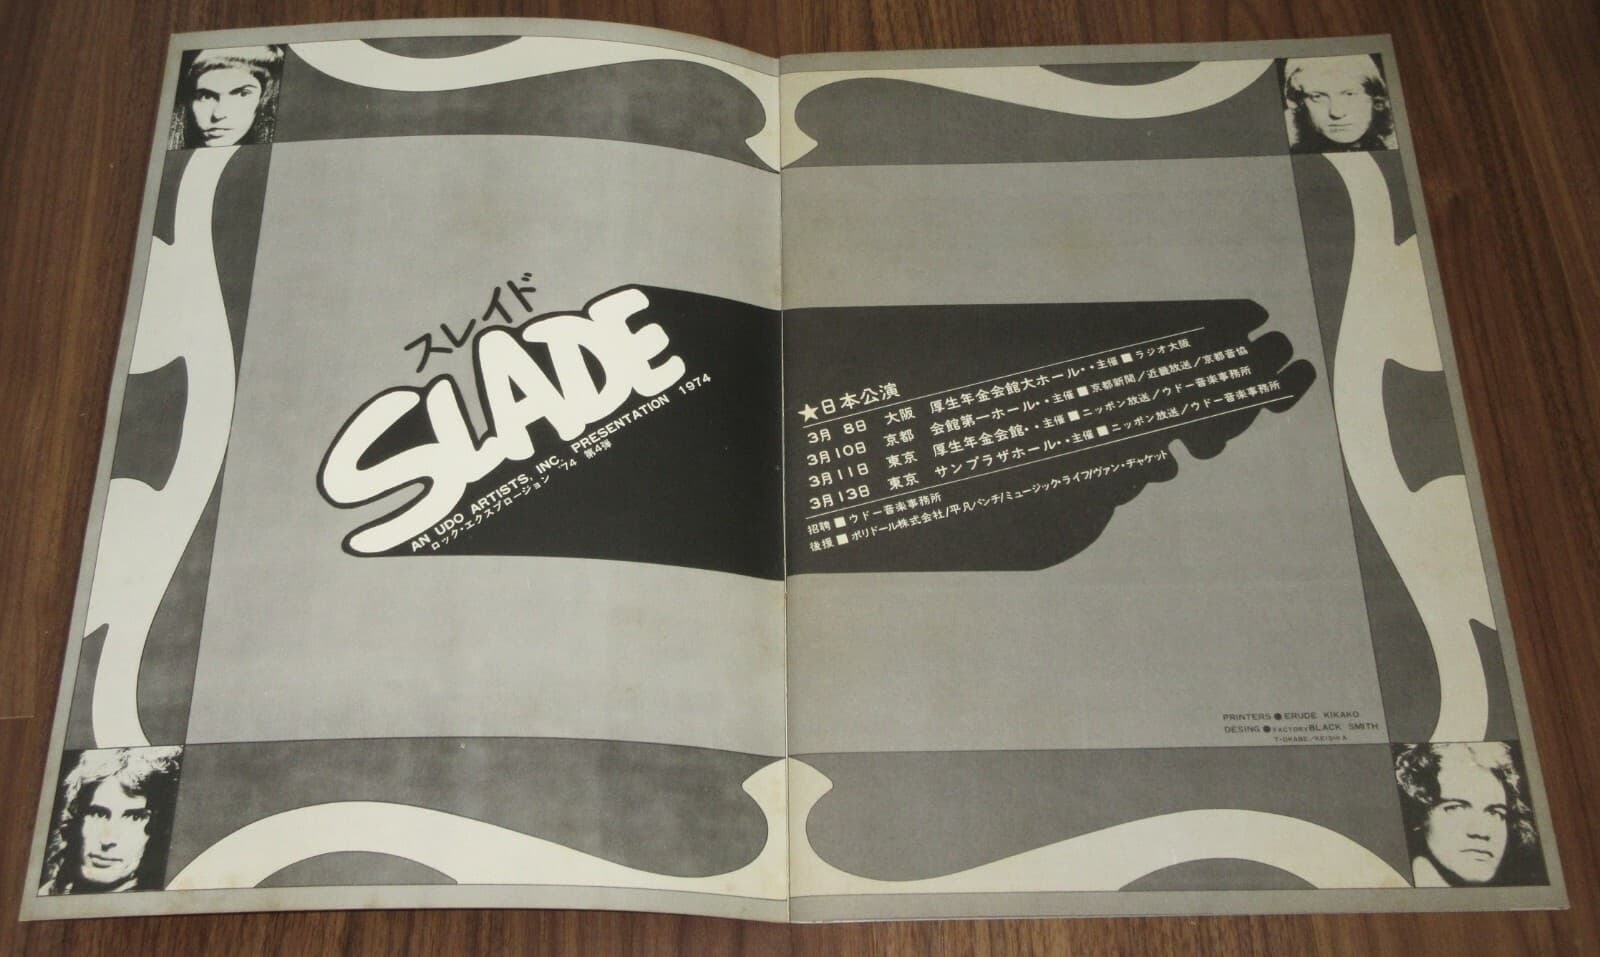 スレイド
SLADE
AN UDO ARTISTS, INC. PRESENTATION 1974
ロック・エクスプロージョン '74 第4弾
★日本公演
3月 8日 大阪 厚生年金会館大ホール・・主催■ラジオ大阪
3月10日 京都 会館第一ホール・・主催■京都新聞/近畿放送/京都音協
3月11日 東京 厚生年金会館・・主催■ニッポン放送/ウドー音楽事務所
3月13日 東京 サンプラザホール・・主催■ニッポン放送/ウドー音楽事務所
招聘■ウドー音楽事務所
後援■ポリドール株式会社/平凡パンチ/ミュージック・ライフ/ヴァン・ヂャケット
PRINTERS●ERUDE KIKAKO
DESING●FACTORY BLACK SMITH
T・OKABE/KEISHI A